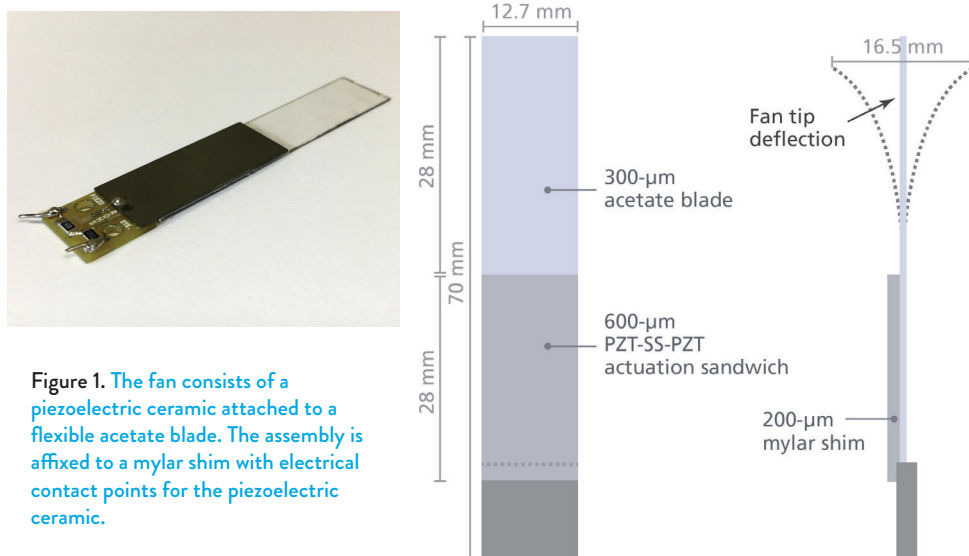 12.7 mm
16.5 mm
Fan tip
deflection
28 mm
300-μm
acetate blade
70 mm
600-μm
PZT-SS-PZT
actuation sandwich
28 mm
200-μm
mylar shim
Figure 1. The fan consists of a
piezoelectric ceramic attached to a
flexible acetate blade. The assembly is
affixed to a mylar shim with electrical
contact points for the piezoelectric
ceramic.